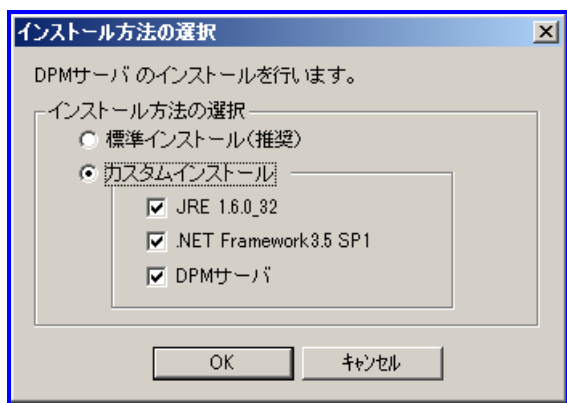 インストール方法の選択
DPMサーバ のインストールを行います。
インストール方法の選択
標準インストール(推奨)
カスタムインストール
JRE 1.6.0_32
.NET Framework3.5 SP1
DPMサーバ
OK
キャンセル